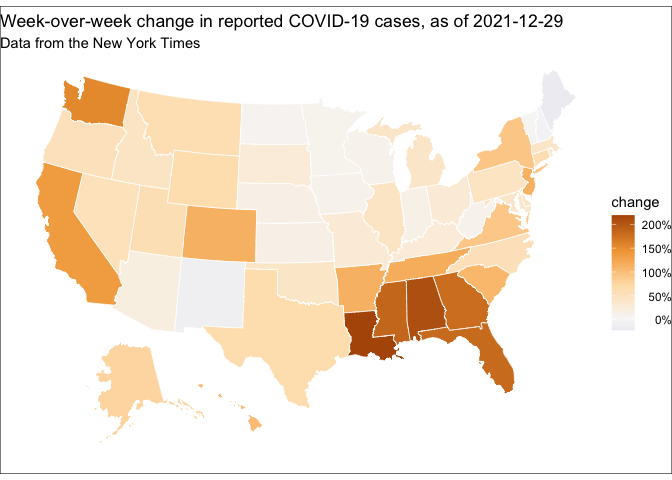 Week-over-week change in reported COVID-19 cases, as of 2021-12-29
Data from the New York Times
change
200%
150%
100%
50%
0%